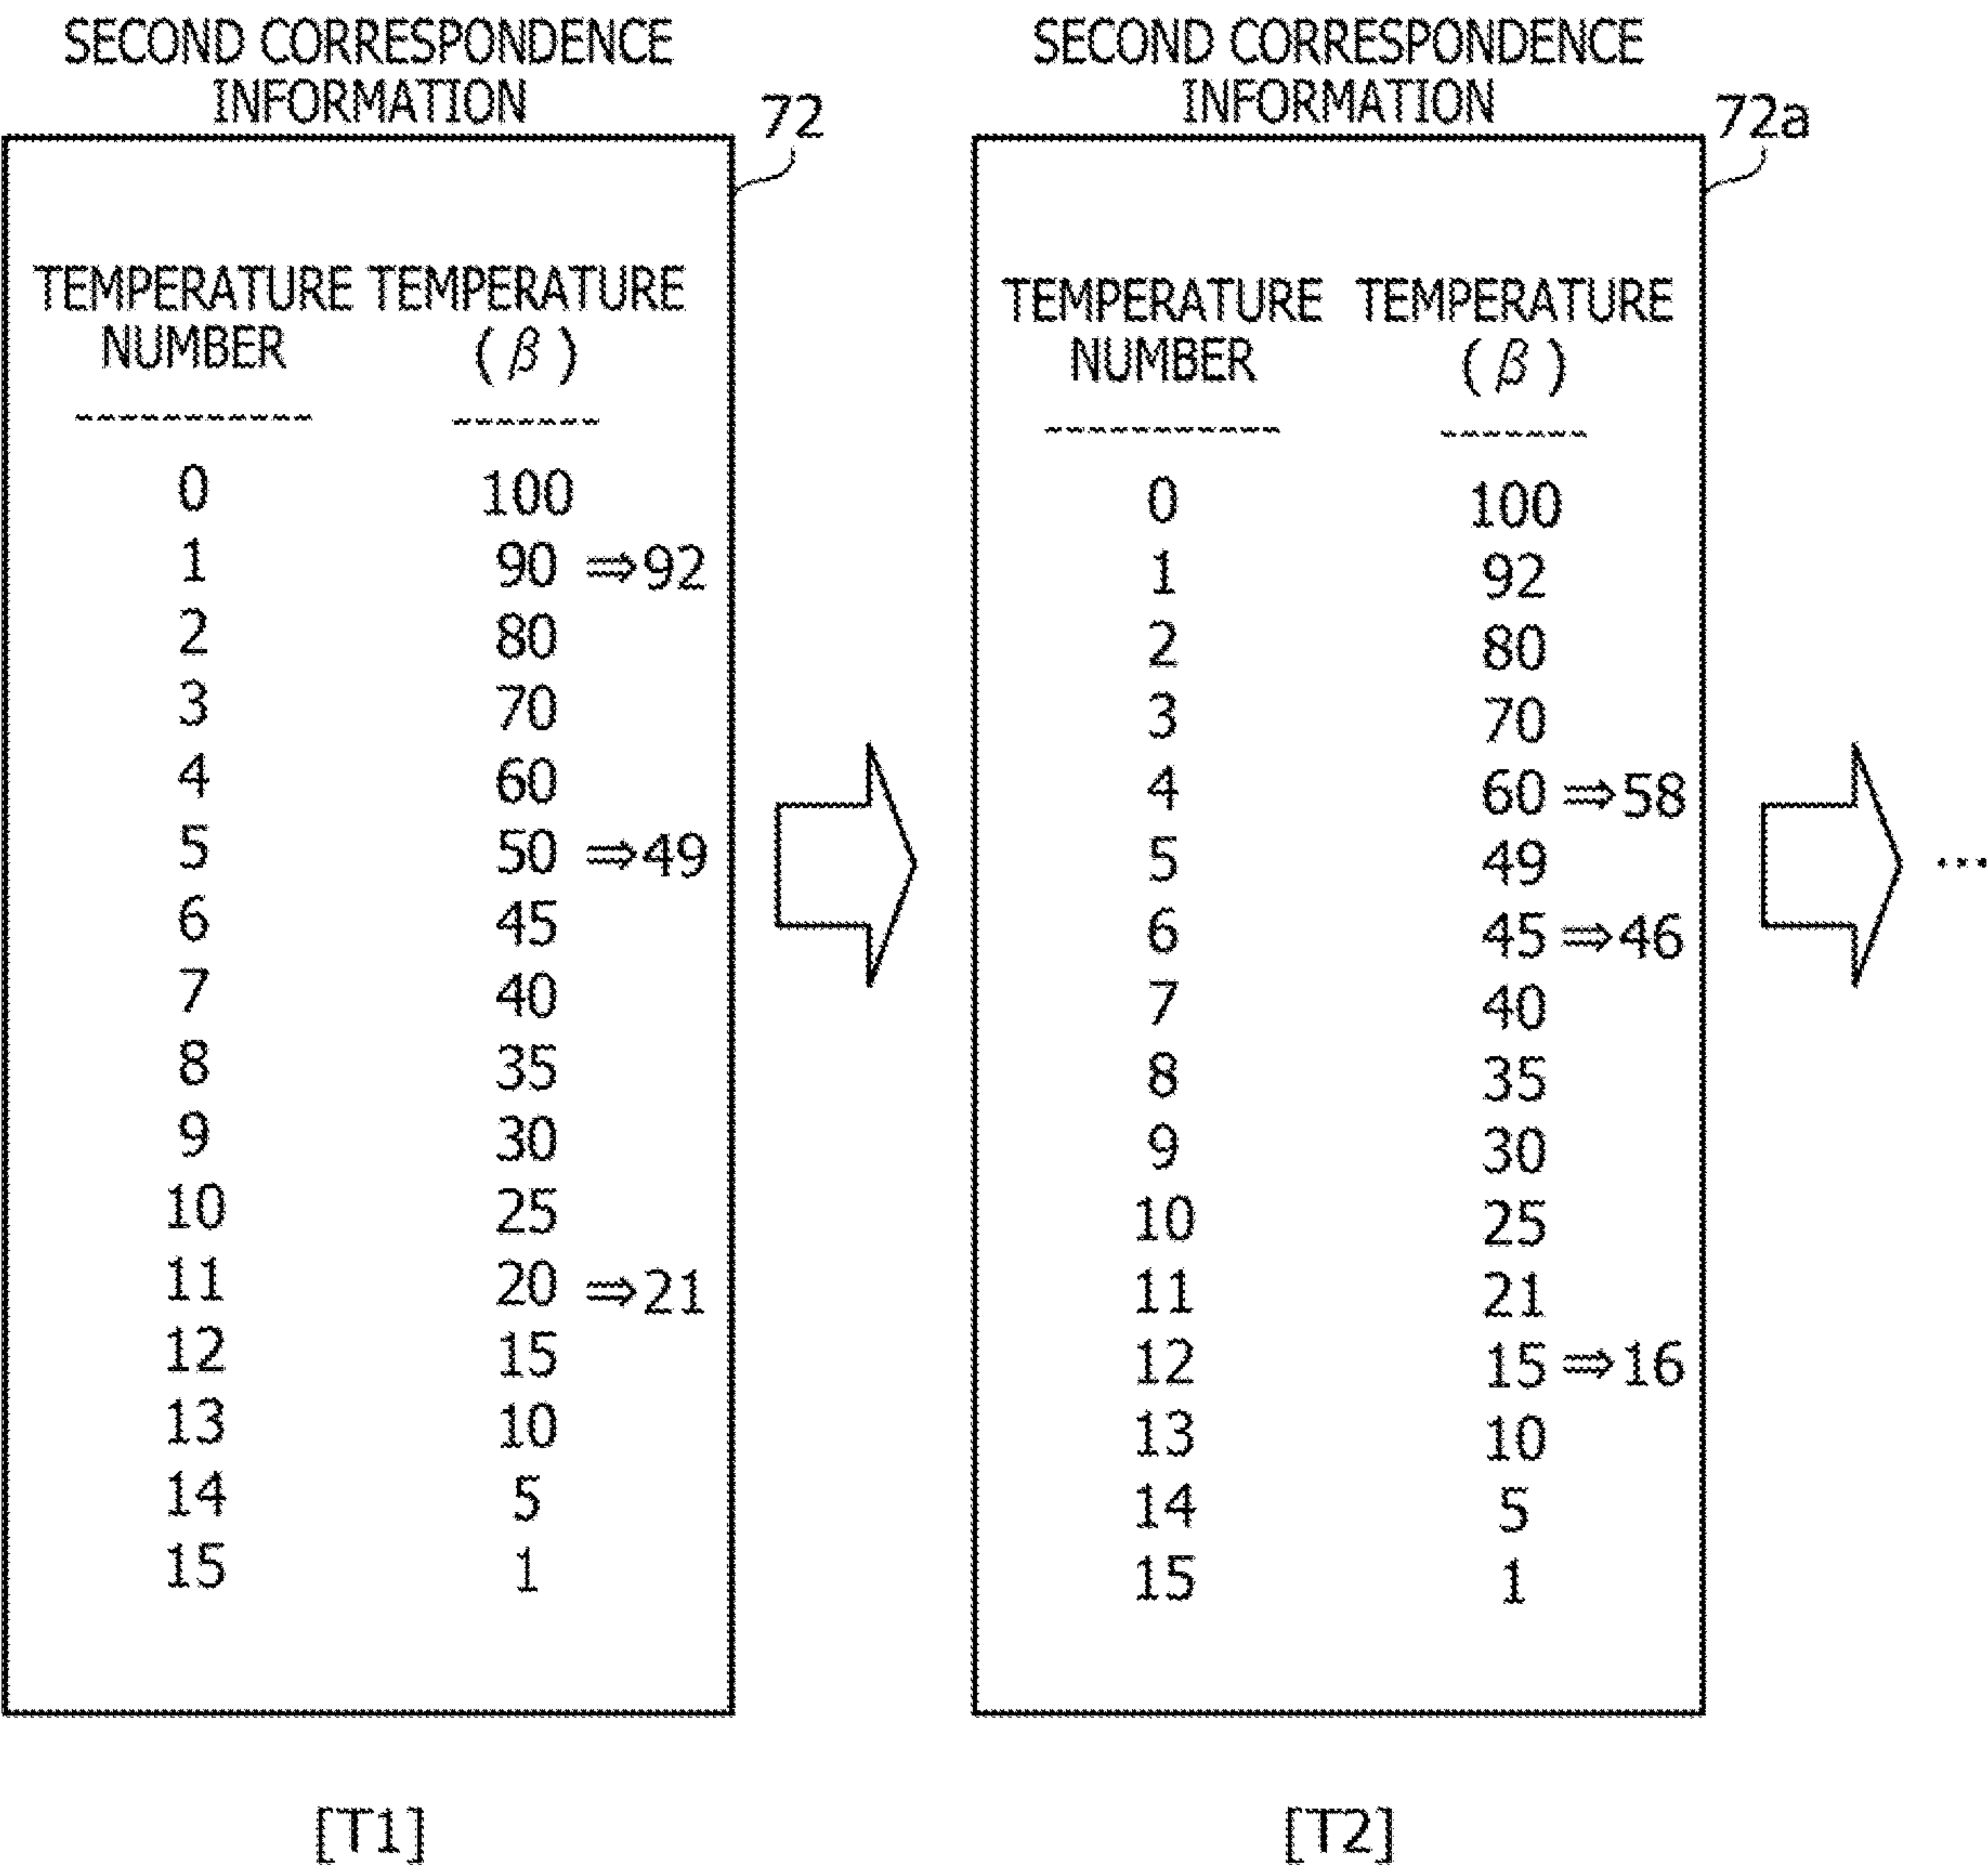 SECOND CORRESPONDENCE
INFORMATION
72
TEMPERATURE TEMPERATURE
NUMBER (β)
----------- -------
0 100
1 90 ⇒92
2 80
3 70
4 60
5 50 ⇒49
6 45
7 40
8 35
9 30
10 25
11 20 ⇒21
12 15
13 10
14 5
15 1
[T1]
SECOND CORRESPONDENCE
INFORMATION
72a
TEMPERATURE TEMPERATURE
NUMBER (β)
----------- -------
0 100
1 92
2 80
3 70
4 60⇒58
5 49
6 45⇒46
7 40
8 35
9 30
10 25
11 21
12 15⇒16
13 10
14 5
15 1
[T2]
...